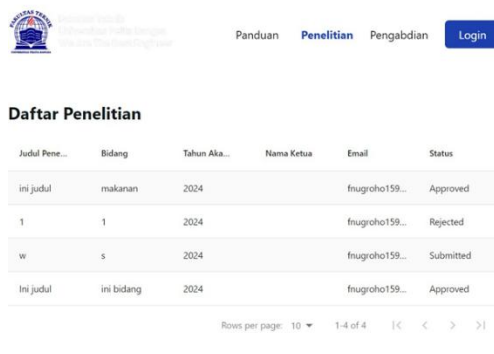 FAKULTAS TEKNIK
Panduan Penelitian Pengabdian Login
Daftar Penelitian
Judul Pene... Bidang Tahun Aka... Nama Ketua Email Status
ini judul makanan 2024 fnugroho159... Approved
1 1 2024 fnugroho159... Rejected
w s 2024 fnugroho159... Submitted
Ini judul ini bidang 2024 fnugroho159... Approved
Rows per page: 10 1-4 of 4